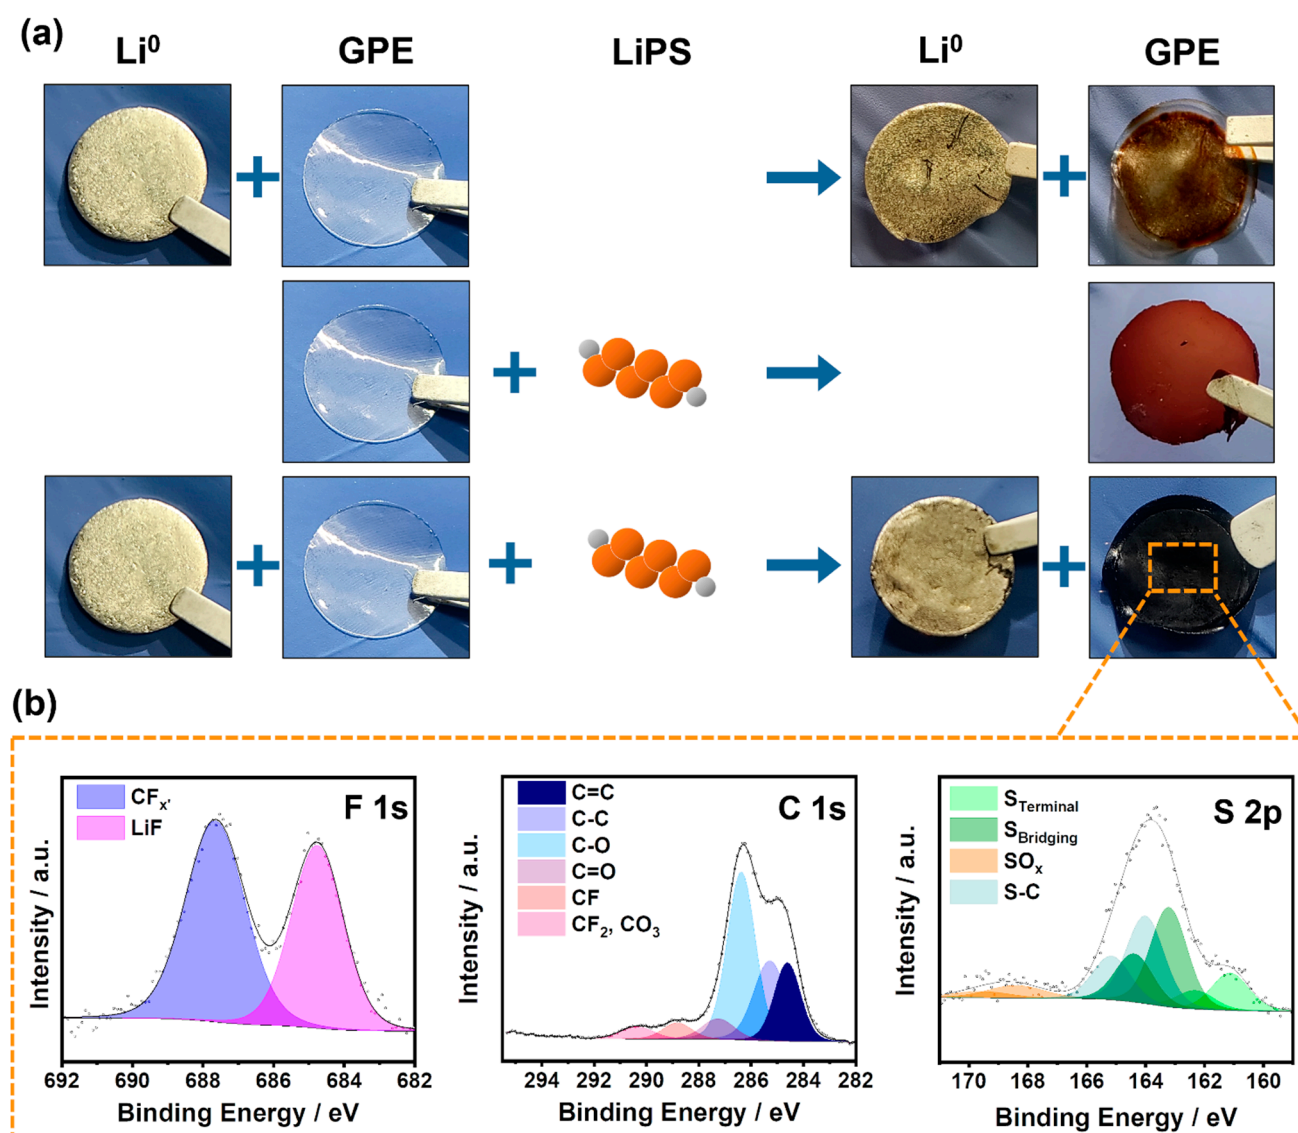 (a)
Li⁰ GPE LiPS Li⁰ GPE
+ + → +
+ →
+ + → +
(b)
CFₓ'
LiF
F 1s
Intensity / a.u.
692 690 688 686 684 682
Binding Energy / eV
C=C
C-C
C-O
C=O
CF
CF₂, CO₃
C 1s
Intensity / a.u.
294 292 290 288 286 284 282
Binding Energy / eV
S_Terminal
S_Bridging
SOₓ
S-C
S 2p
Intensity / a.u.
170 168 166 164 162 160
Binding Energy / eV